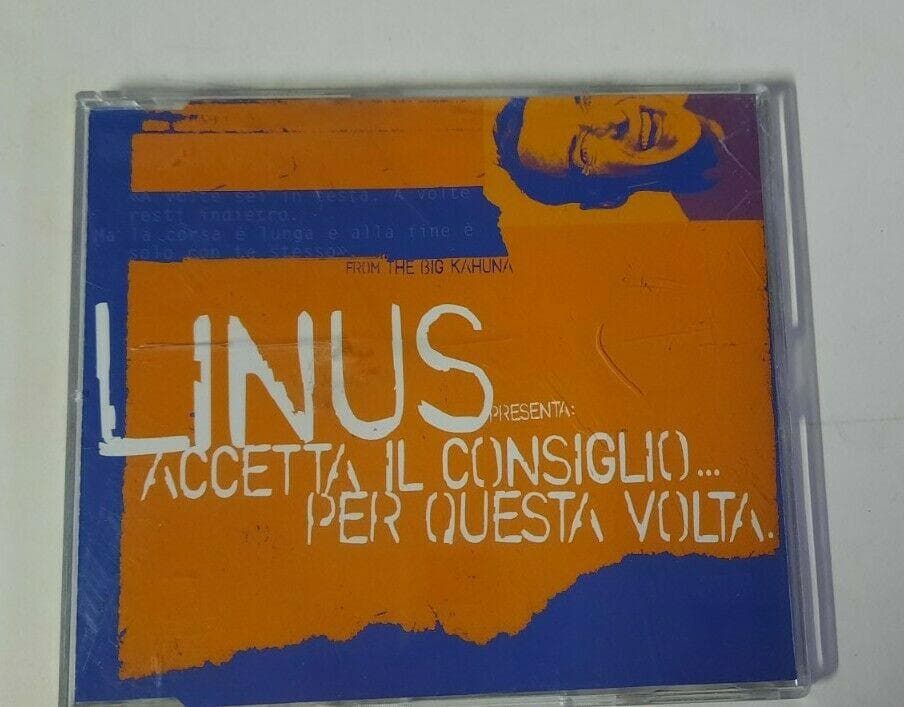 «A volte sei in testa. A volte
resti indietro.
Ma la corsa é lunga e alla fine è
solo con te stesso»
FROM THE BIG KAHUNA
LINUS
PRESENTA:
ACCETTA IL CONSIGLIO...
PER QUESTA VOLTA.